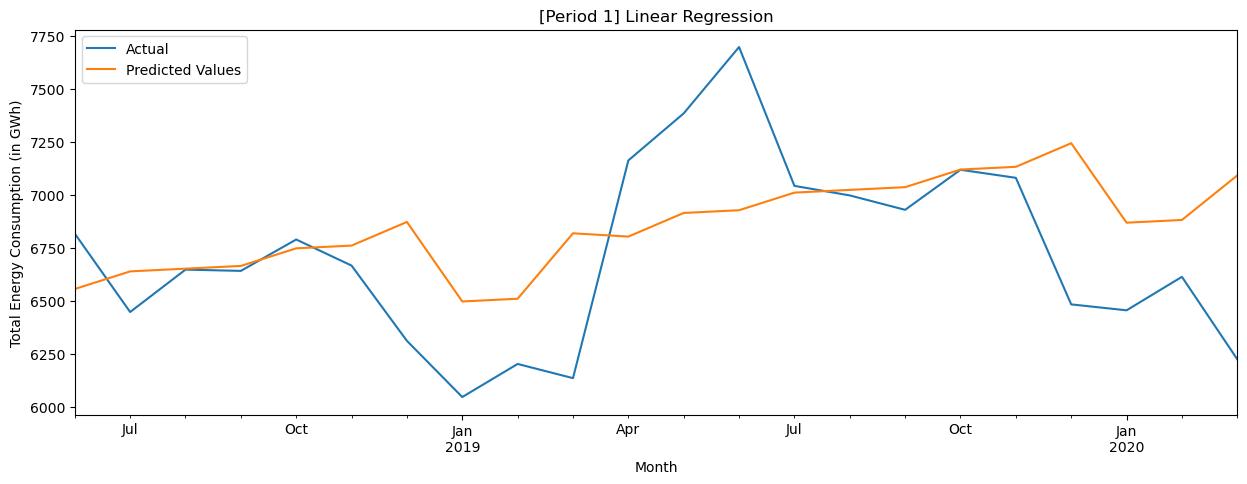 [Period 1] Linear Regression
Actual
Predicted Values
Total Energy Consumption (in GWh)
7750
7500
7250
7000
6750
6500
6250
6000
Jul
Oct
Jan
2019
Apr
Jul
Oct
Jan
2020
Month